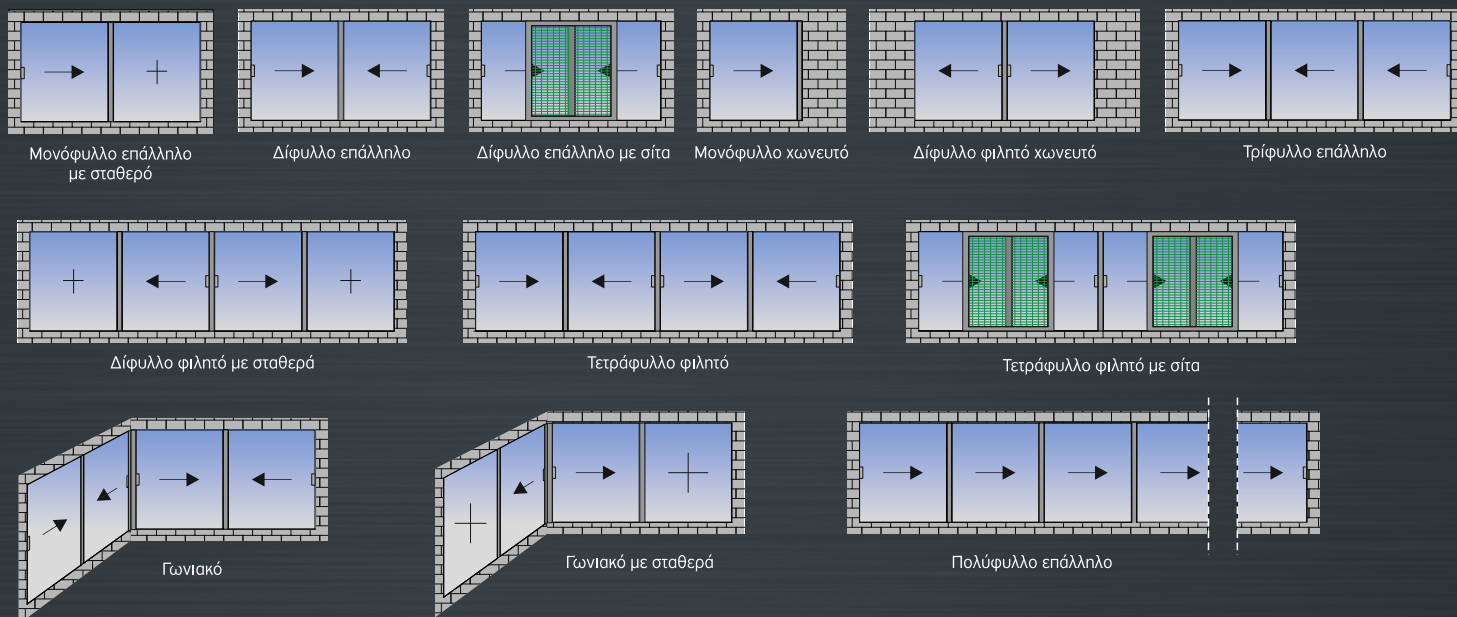 Μονόφυλλο επάλληλο
με σταθερό
Δίφυλλο επάλληλο
Δίφυλλο επάλληλο με σίτα
Μονόφυλλο χωνευτό
Δίφυλλο φιλητό χωνευτό
Τρίφυλλο επάλληλο
Δίφυλλο φιλητό με σταθερά
Τετράφυλλο φιλητό
Τετράφυλλο φιλητό με σίτα
Γωνιακό
Γωνιακό με σταθερά
Πολύφυλλο επάλληλο